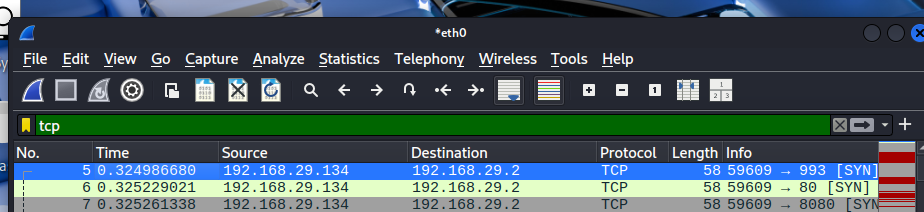 *eth0
File Edit View Go Capture Analyze Statistics Telephony Wireless Tools Help
tcp
No. Time Source Destination Protocol Length Info
5 0.324986680 192.168.29.134 192.168.29.2 TCP 58 59609 → 993 [SYN]
6 0.325229021 192.168.29.134 192.168.29.2 TCP 58 59609 → 80 [SYN]
7 0.325261338 192.168.29.134 192.168.29.2 TCP 58 59609 → 8080 [SYN